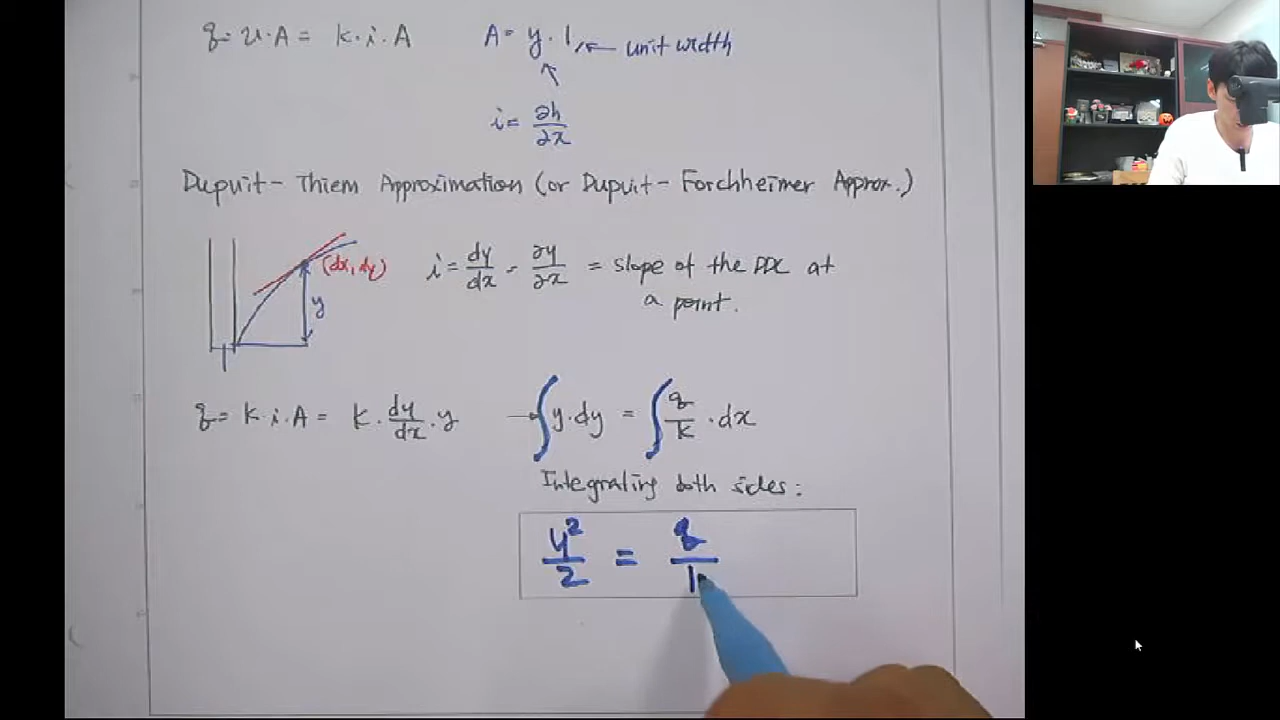 q = u·A = k·i·A
A = y·1, ← unit width
i = ∂h/∂x
Dupuit-Thiem Approximation (or Dupuit-Forchheimer Approx.)
(dx, dy)
y
i = dy/dx = ∂y/∂x = slope of the DDC at
a point.
q = k·i·A = k·dy/dx·y
→ ∫y·dy = ∫q/k·dx
Integrating both sides:
y²/2 = q/